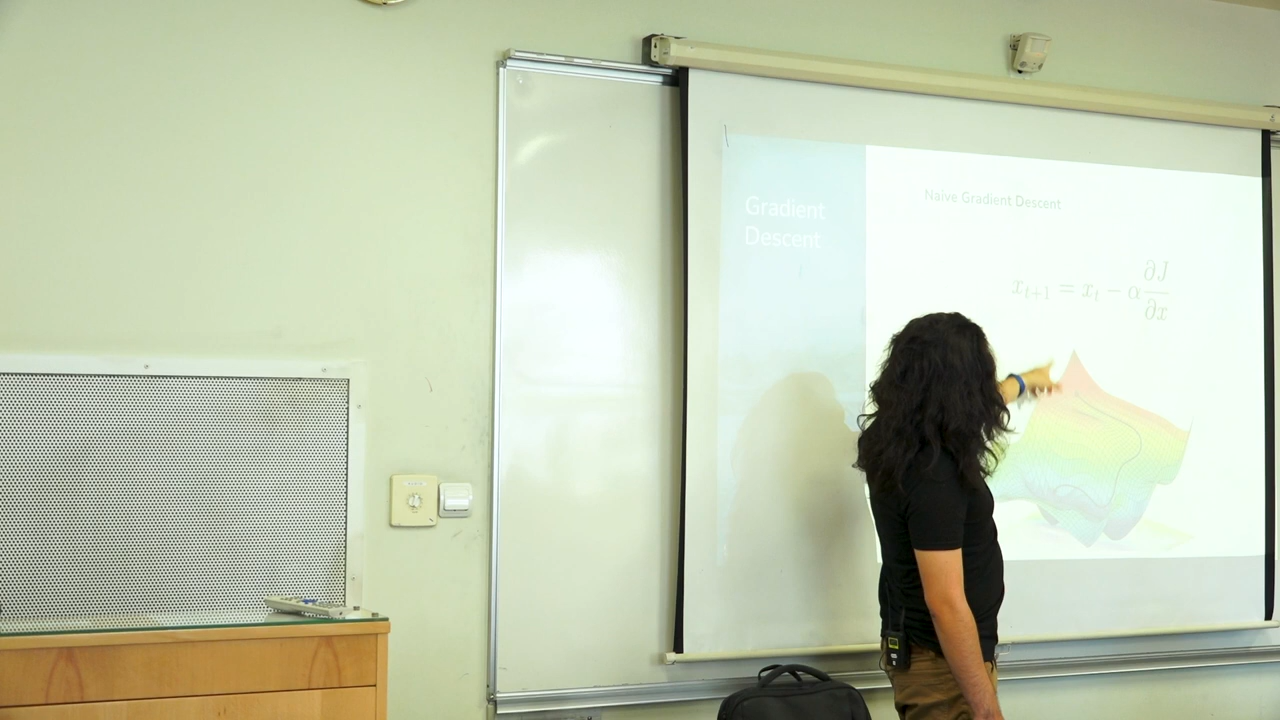 Gradient
Descent
Naive Gradient Descent
x_{t+1} = x_t − α ∂J/∂x